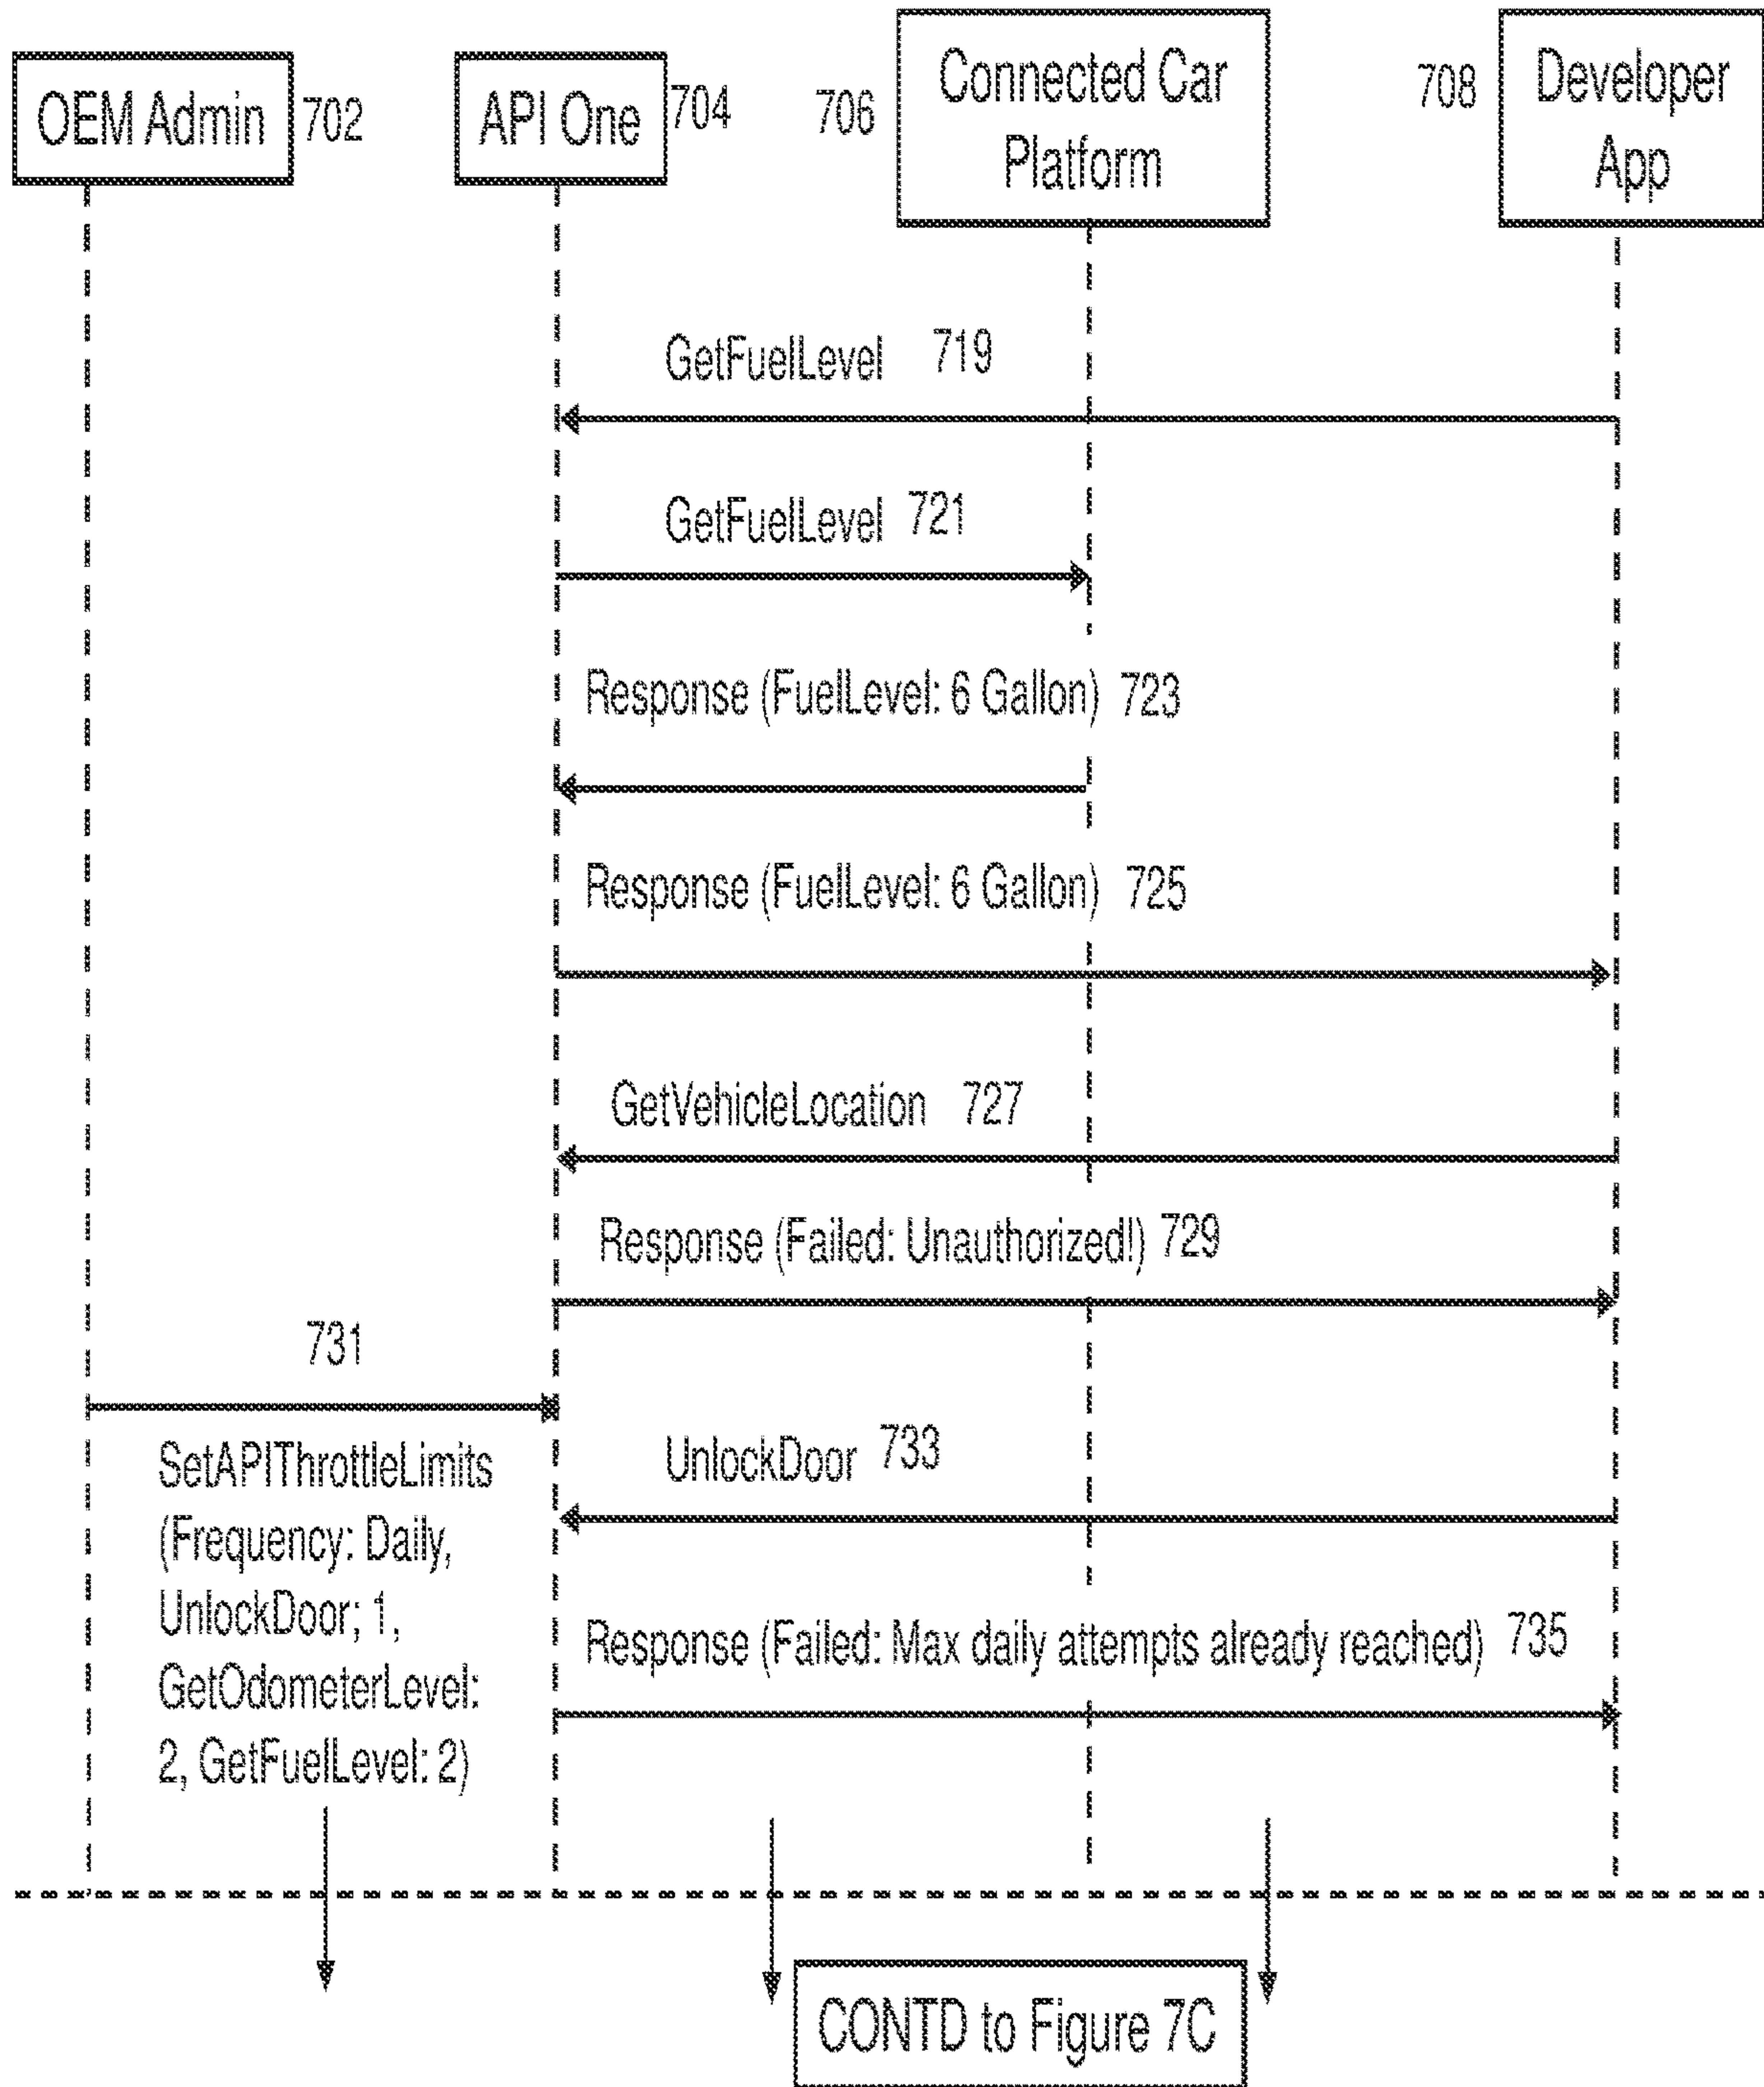 OEM Admin
702
API One
704
706
Connected Car
Platform
708
Developer
App
GetFuelLevel 719
GetFuelLevel 721
Response (FuelLevel: 6 Gallon) 723
Response (FuelLevel: 6 Gallon) 725
GetVehicleLocation 727
Response (Failed: Unauthorized!) 729
731
SetAPIThrottleLimits
(Frequency: Daily,
UnlockDoor; 1,
GetOdometerLevel:
2, GetFuelLevel: 2)
UnlockDoor 733
Response (Failed: Max daily attempts already reached) 735
CONTD to Figure 7C